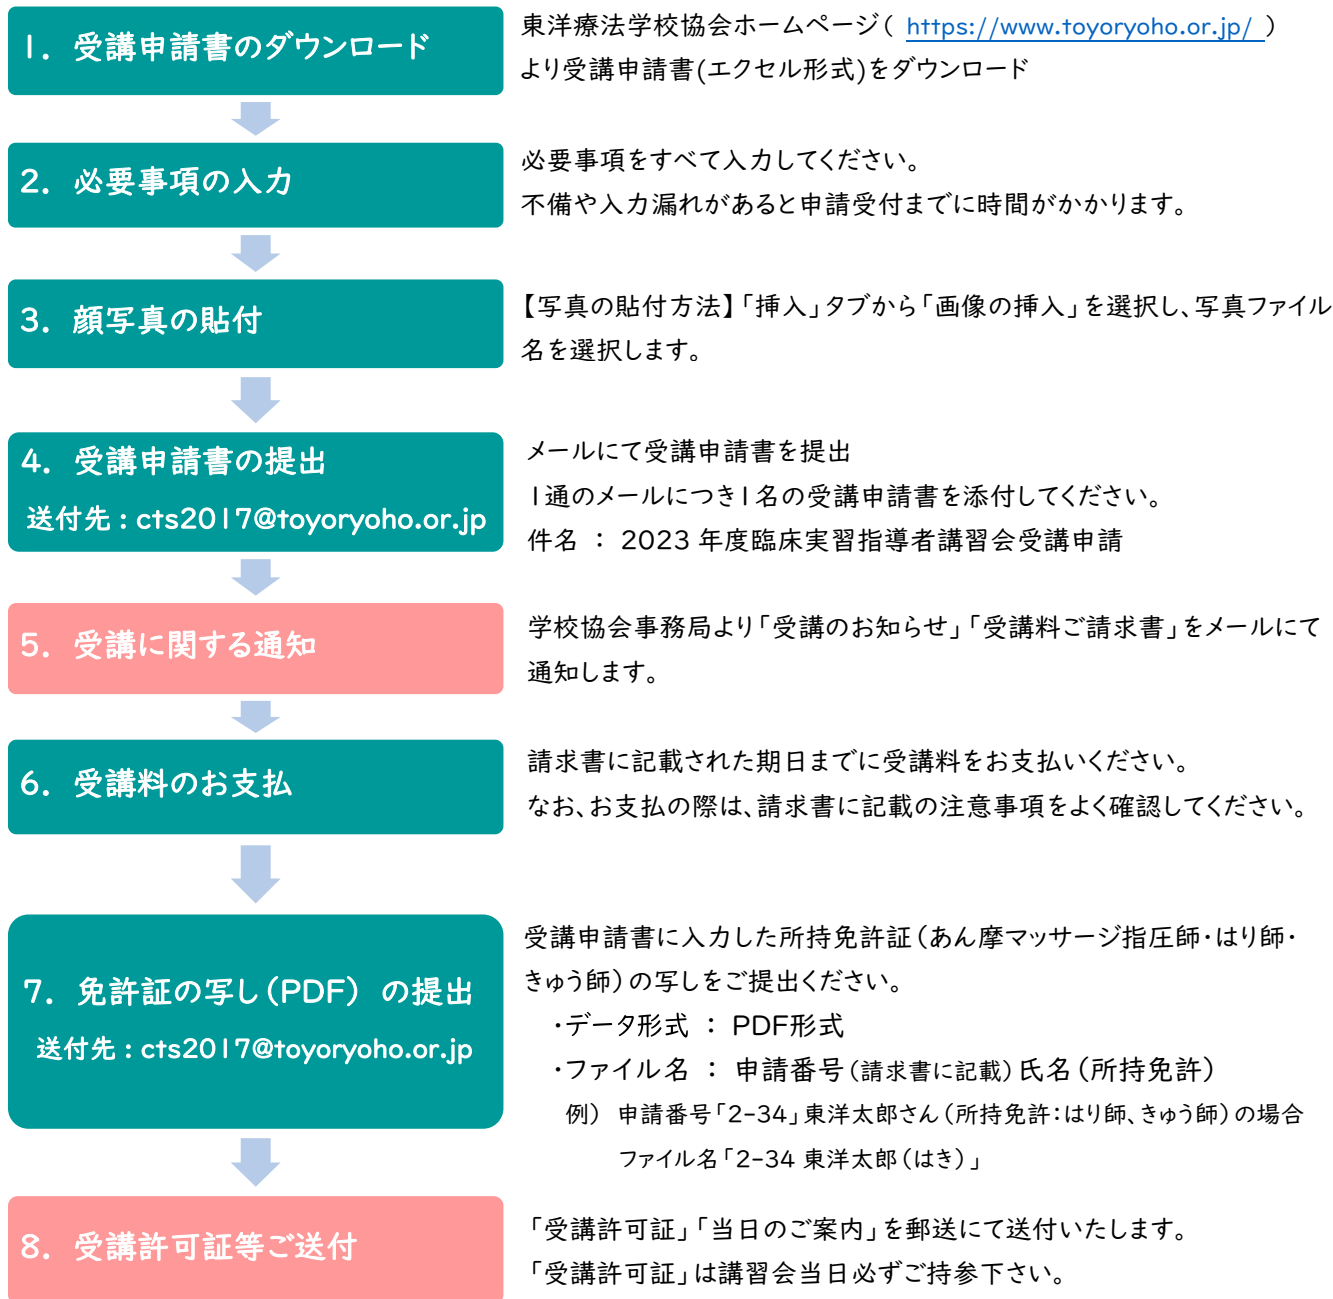 1. 受講申請書のダウンロード
東洋療法学校協会ホームページ( https://www.toyoryoho.or.jp/ )
より受講申請書(エクセル形式)をダウンロード
2. 必要事項の入力
必要事項をすべて入力してください。
不備や入力漏れがあると申請受付までに時間がかかります。
3. 顔写真の貼付
【写真の貼付方法】「挿入」タブから「画像の挿入」を選択し、写真ファイル
名を選択します。
4. 受講申請書の提出
送付先：cts2017@toyoryoho.or.jp
メールにて受講申請書を提出
1通のメールにつき1名の受講申請書を添付してください。
件名 ： 2023 年度臨床実習指導者講習会受講申請
5. 受講に関する通知
学校協会事務局より「受講のお知らせ」「受講料ご請求書」をメールにて
通知します。
6. 受講料のお支払
請求書に記載された期日までに受講料をお支払いください。
なお、お支払の際は、請求書に記載の注意事項をよく確認してください。
7. 免許証の写し（PDF） の提出
送付先：cts2017@toyoryoho.or.jp
受講申請書に入力した所持免許証（あん摩マッサージ指圧師・はり師・
きゅう師）の写しをご提出ください。
・データ形式 ： PDF形式
・ファイル名 ： 申請番号（請求書に記載）氏名（所持免許）
例） 申請番号「2-34」東洋太郎さん（所持免許：はり師、きゅう師）の場合
ファイル名「2-34 東洋太郎（はき）」
8. 受講許可証等ご送付
「受講許可証」「当日のご案内」を郵送にて送付いたします。
「受講許可証」は講習会当日必ずご持参下さい。